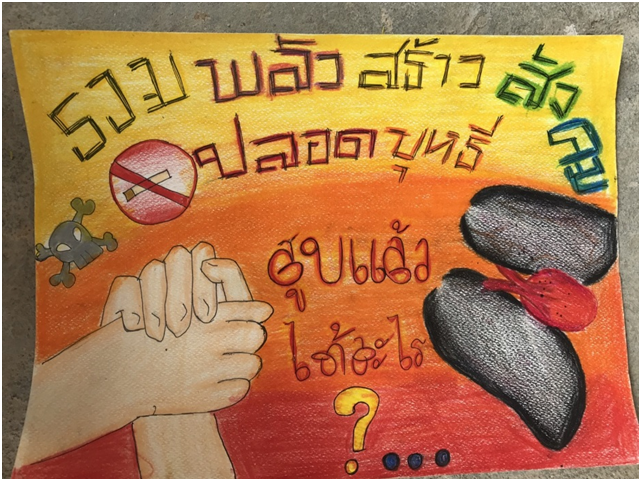 รวมพลังสร้างสังคม
ปลอดบุหรี่
สูบแล้ว
ได้อะไร
?...